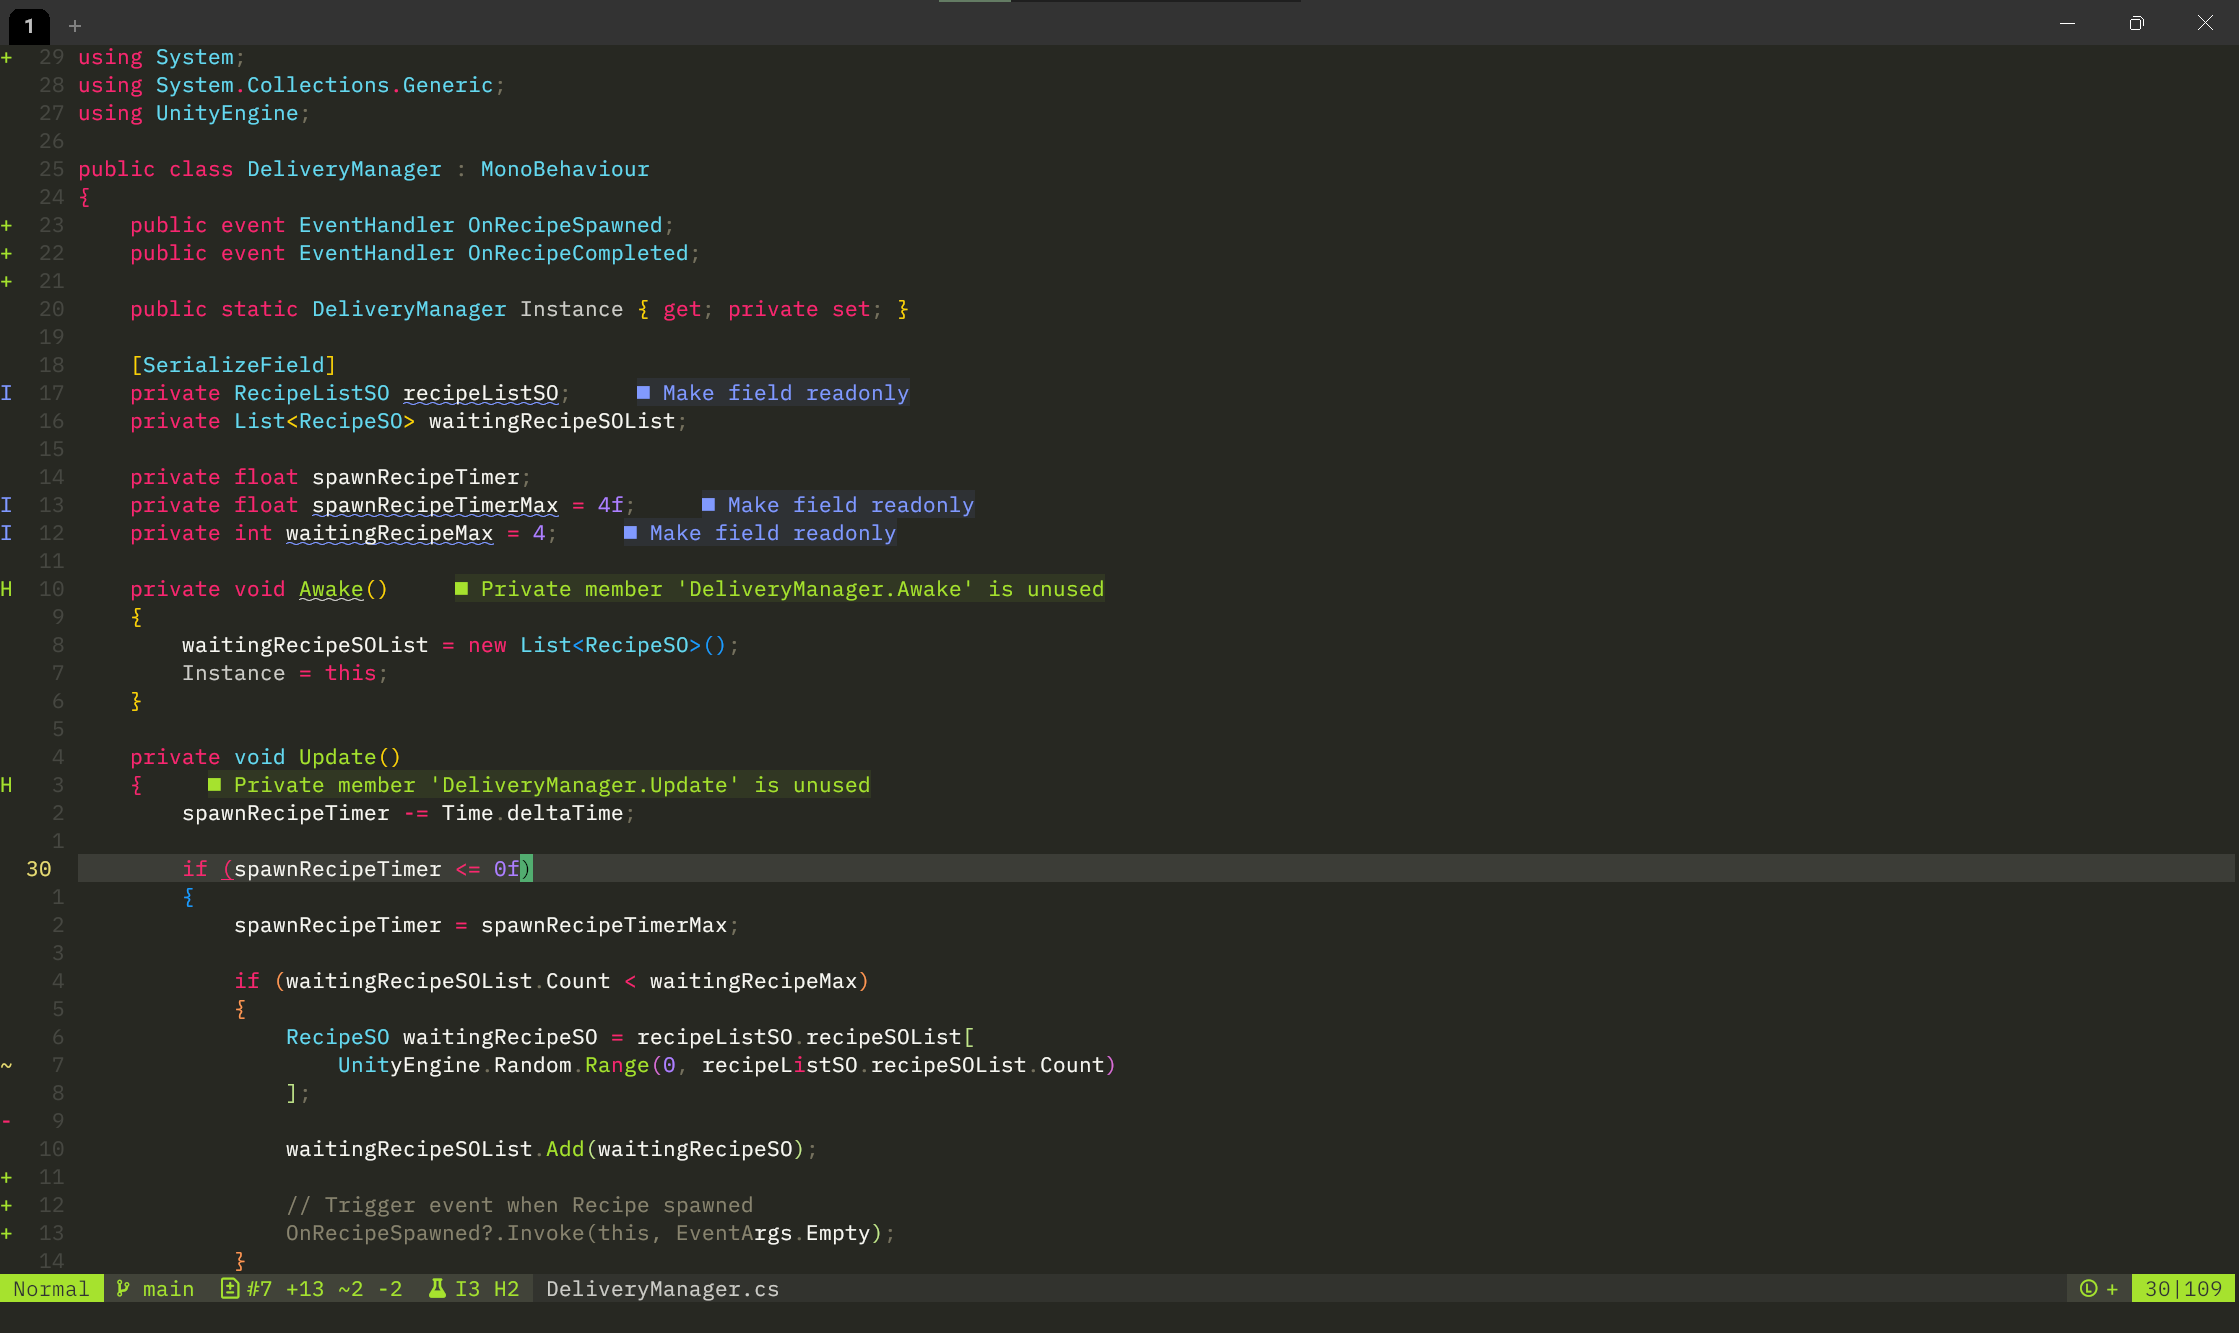 1 +
+ 29 using System;
28 using System.Collections.Generic;
27 using UnityEngine;
26
25 public class DeliveryManager : MonoBehaviour
24 {
+ 23     public event EventHandler OnRecipeSpawned;
+ 22     public event EventHandler OnRecipeCompleted;
+ 21
20     public static DeliveryManager Instance { get; private set; }
19
18     [SerializeField]
I 17     private RecipeListSO recipeListSO;     ■ Make field readonly
16     private List<RecipeSO> waitingRecipeSOList;
15
14     private float spawnRecipeTimer;
I 13     private float spawnRecipeTimerMax = 4f;     ■ Make field readonly
I 12     private int waitingRecipeMax = 4;     ■ Make field readonly
11
H 10     private void Awake()     ■ Private member 'DeliveryManager.Awake' is unused
9     {
8         waitingRecipeSOList = new List<RecipeSO>();
7         Instance = this;
6     }
5
4     private void Update()
H 3     {     ■ Private member 'DeliveryManager.Update' is unused
2         spawnRecipeTimer -= Time.deltaTime;
1
30         if (spawnRecipeTimer <= 0f)
1         {
2             spawnRecipeTimer = spawnRecipeTimerMax;
3
4             if (waitingRecipeSOList.Count < waitingRecipeMax)
5             {
6                 RecipeSO waitingRecipeSO = recipeListSO.recipeSOList[
~ 7                     UnityEngine.Random.Range(0, recipeListSO.recipeSOList.Count)
8                 ];
- 9
10                 waitingRecipeSOList.Add(waitingRecipeSO);
+ 11
+ 12                 // Trigger event when Recipe spawned
+ 13                 OnRecipeSpawned?.Invoke(this, EventArgs.Empty);
14             }
Normal main #7 +13 ~2 -2 I3 H2 DeliveryManager.cs Ⓛ + 30|109